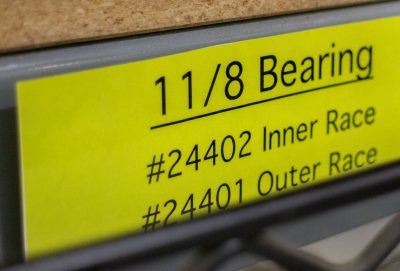 11/8 Bearing
#24402 Inner Race
#24401 Outer Race